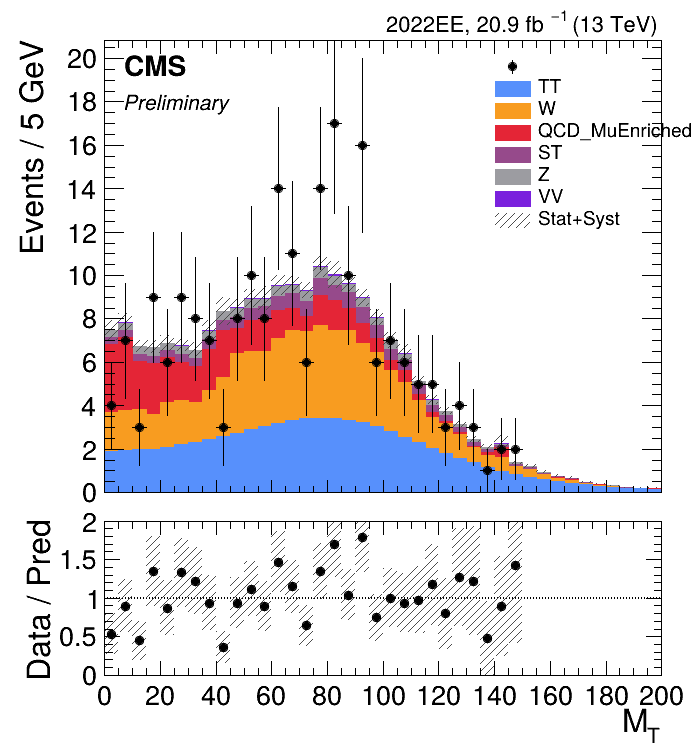 2022EE, 20.9 fb ⁻¹ (13 TeV)
CMS
Preliminary
Events / 5 GeV
20
18
16
14
12
10
8
6
4
2
0
TT
W
QCD_MuEnriched
ST
Z
VV
Stat+Syst
Data / Pred
2
1.5
1
0.5
0
0 20 40 60 80 100 120 140 160 180 200
M_T